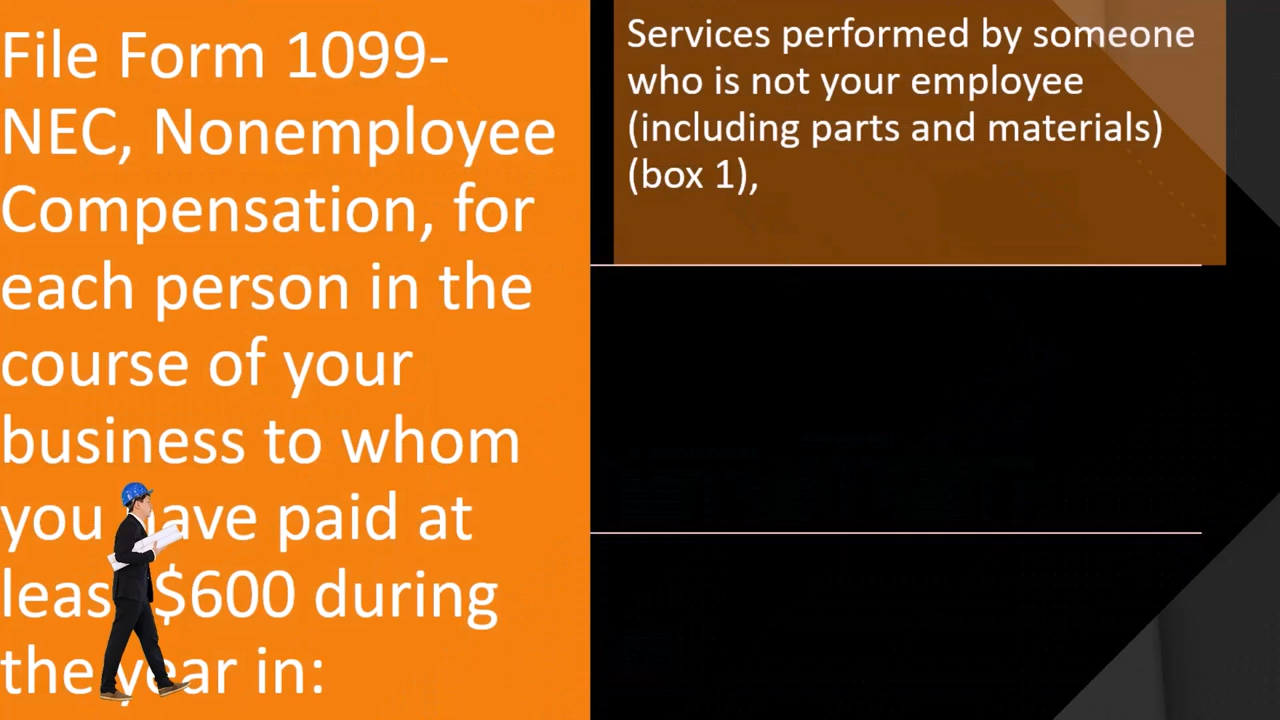 File Form 1099-
NEC, Nonemployee
Compensation, for
each person in the
course of your
business to whom
you have paid at
least $600 during
the year in:
Services performed by someone
who is not your employee
(including parts and materials)
(box 1),